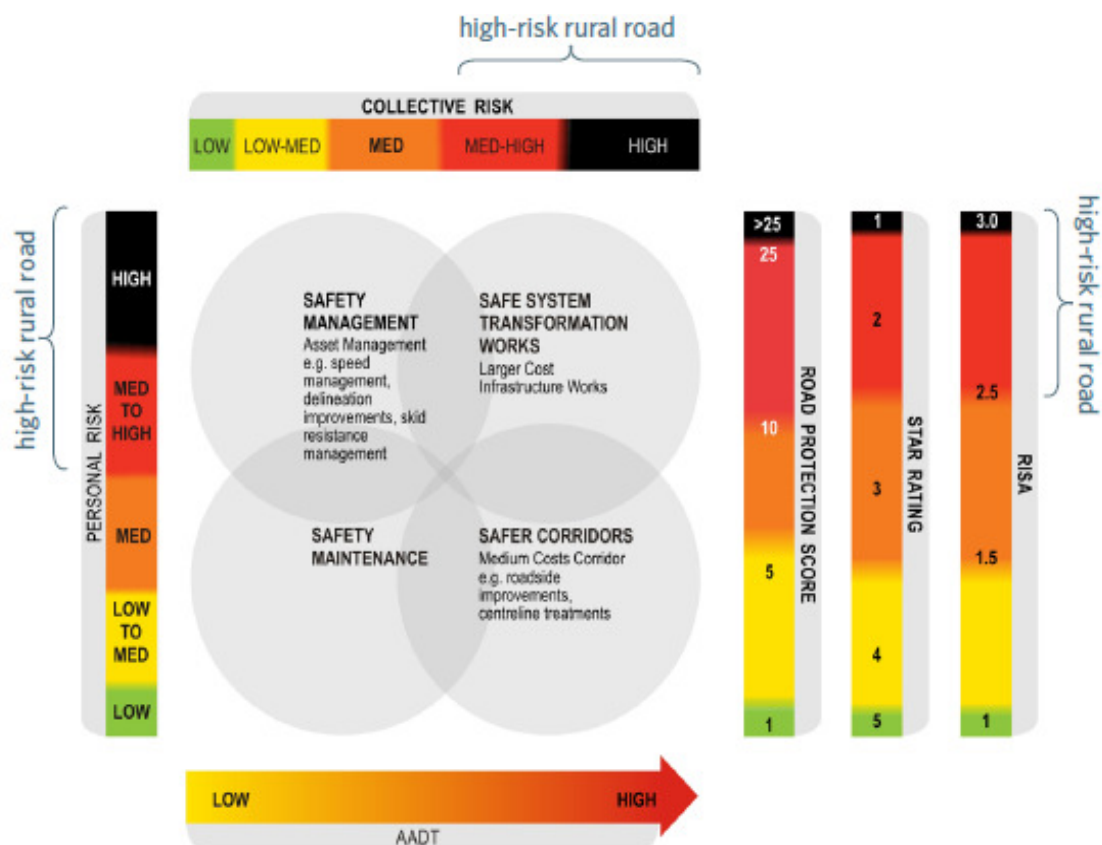 high-risk rural road
COLLECTIVE RISK
LOW LOW-MED MED MED-HIGH HIGH
high-risk rural road
PERSONAL RISK
HIGH
MED
TO
HIGH
MED
LOW
TO
MED
LOW
SAFETY
MANAGEMENT
Asset Management
e.g. speed
management,
delineation
improvements, skid
resistance
management
SAFE SYSTEM
TRANSFORMATION
WORKS
Larger Cost
Infrastructure Works
SAFETY
MAINTENANCE
SAFER CORRIDORS
Medium Costs Corridor
e.g. roadside
improvements,
centreline treatments
>25
25
10
5
1
ROAD PROTECTION SCORE
1
2
3
4
5
STAR RATING
3.0
2.5
1.5
1
RISA
high-risk rural road
LOW HIGH
AADT